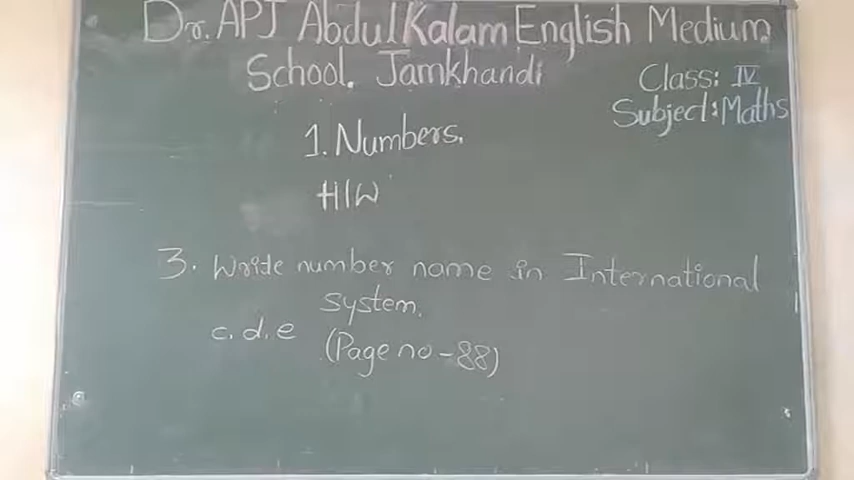 Dr. APJ Abdul Kalam English Medium
School. Jamkhandi
Class: IV
Subject: Maths
1. Numbers.
H/W
3. Write number name in International
system.
c. d. e
(Page no - 88)